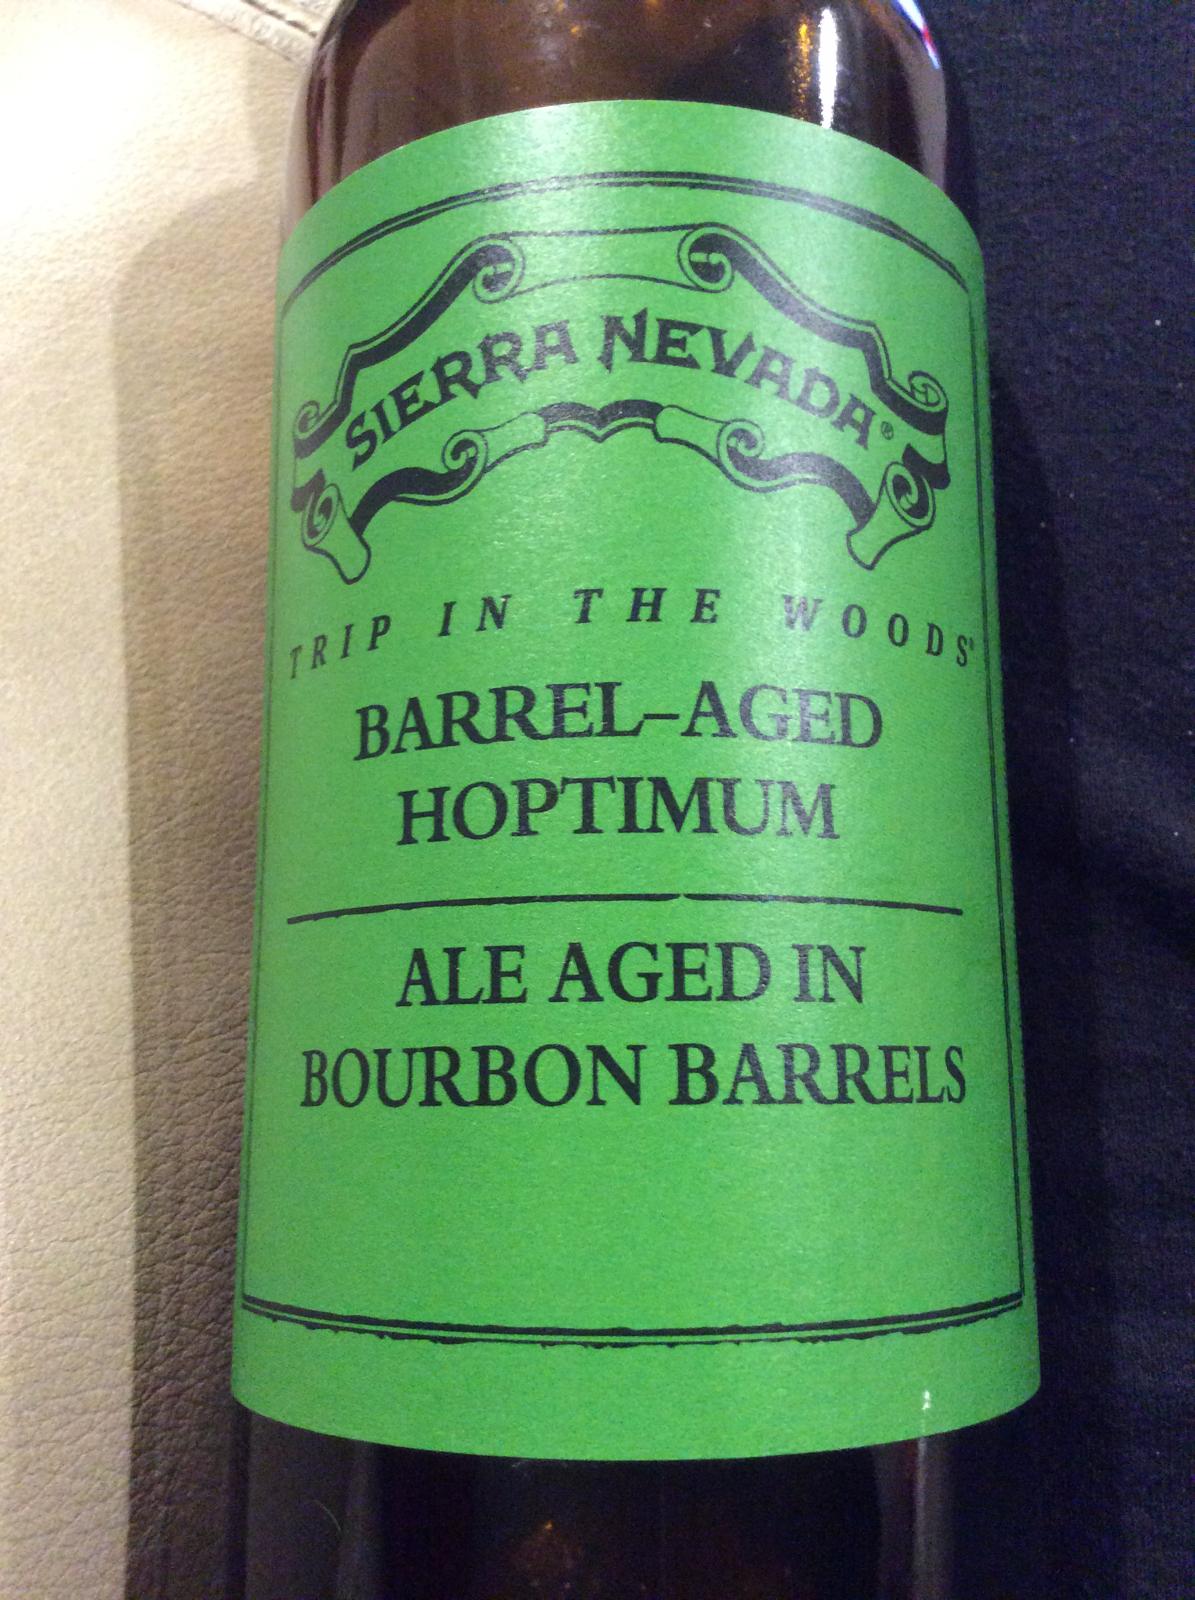 SIERRA NEVADA®
TRIP IN THE WOODS®
BARREL–AGED
HOPTIMUM
ALE AGED IN
BOURBON BARRELS